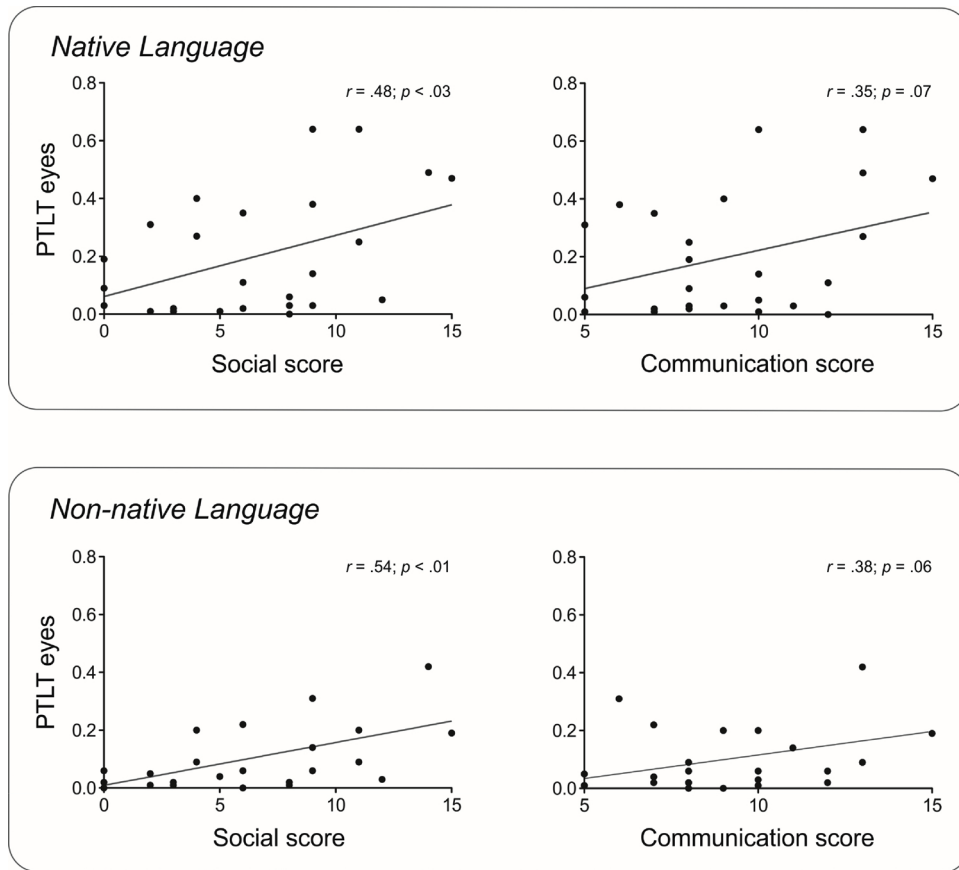 Native Language
r = .48; p < .03
0.8
0.6
0.4
0.2
0.0
PTLT eyes
0 5 10 15
Social score
r = .35; p = .07
0.8
0.6
0.4
0.2
0.0
5 10 15
Communication score
Non-native Language
r = .54; p < .01
0.8
0.6
0.4
0.2
0.0
PTLT eyes
0 5 10 15
Social score
r = .38; p = .06
0.8
0.6
0.4
0.2
0.0
5 10 15
Communication score